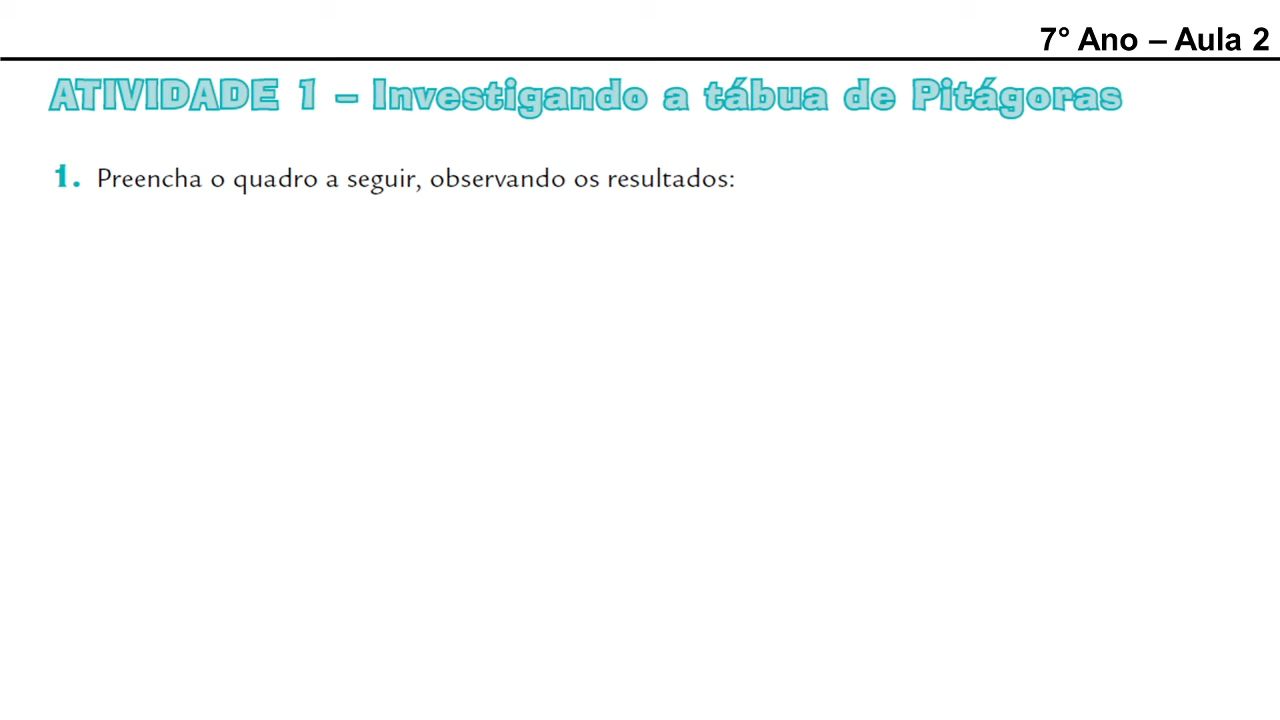 7° Ano – Aula 2
ATIVIDADE 1 – Investigando a tábua de Pitágoras
1. Preencha o quadro a seguir, observando os resultados: